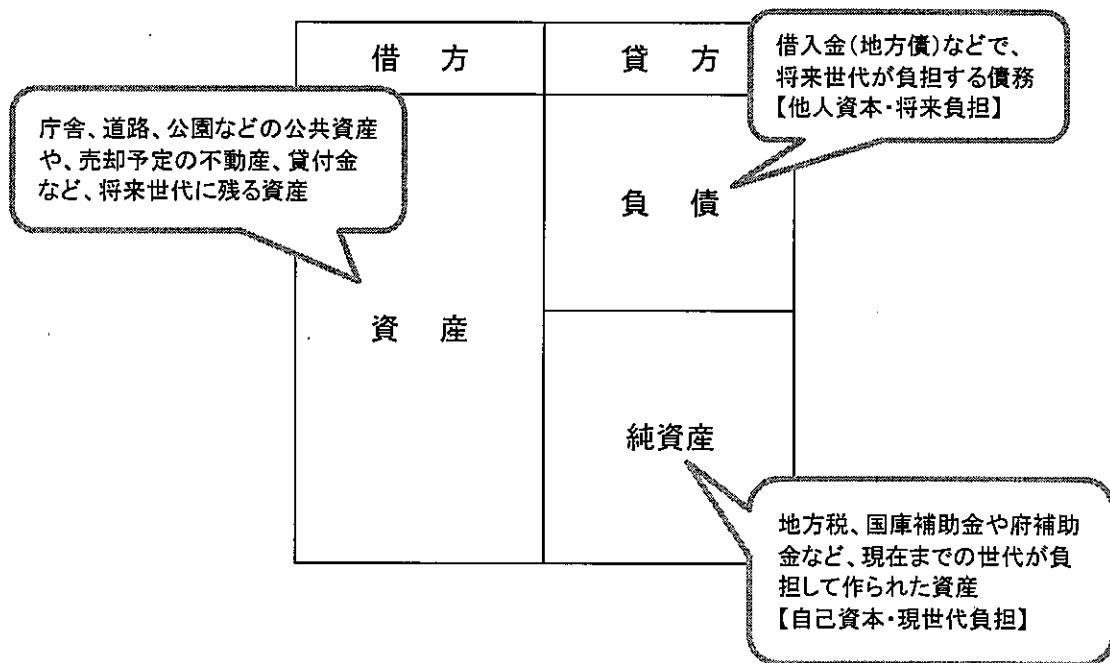 借 方
貸 方
借入金(地方債)などで、
将来世代が負担する債務
【他人資本・将来負担】
庁舎、道路、公園などの公共資産
や、売却予定の不動産、貸付金
など、将来世代に残る資産
負 債
資 産
純資産
地方税、国庫補助金や府補助
金など、現在までの世代が負
担して作られた資産
【自己資本・現世代負担】